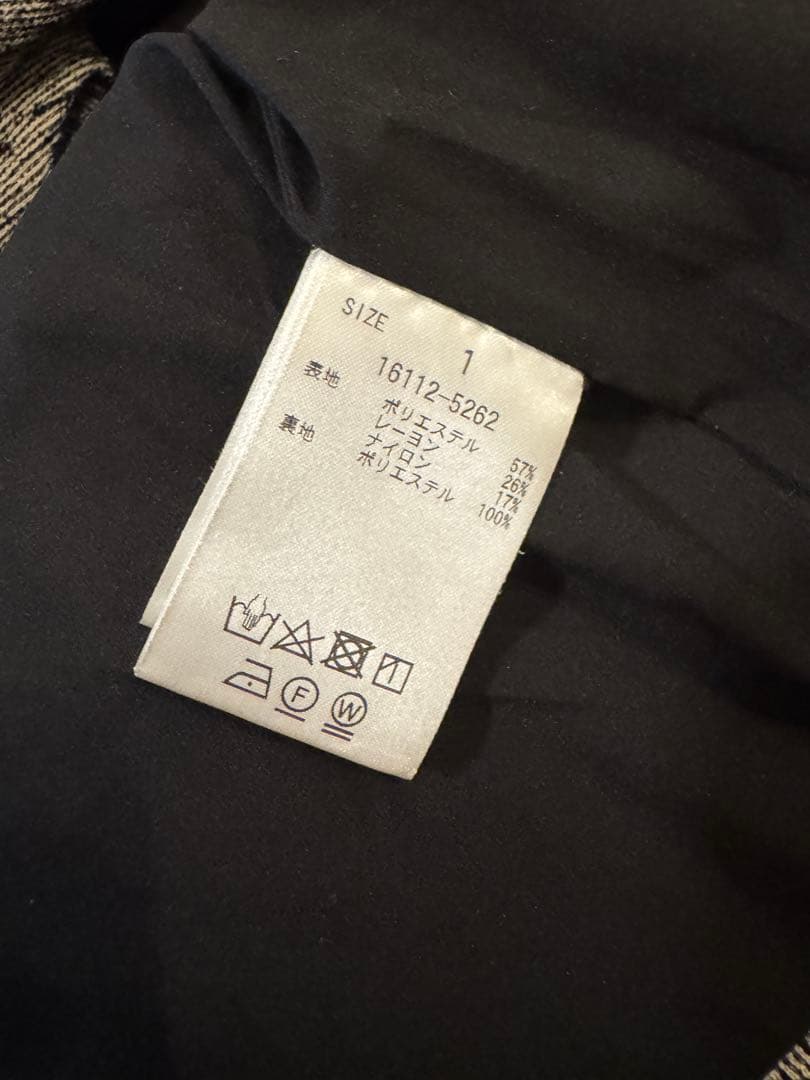 SIZE 1
16112-5262
表地 ポリエステル 57%
レーヨン 26%
ナイロン 17%
裏地 ポリエステル 100%
F W